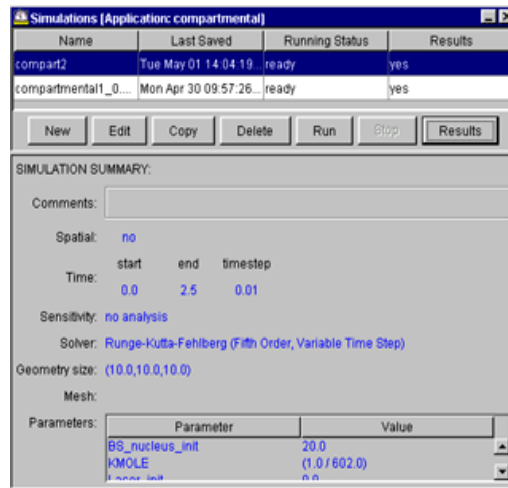 Simulations [Application: compartmental]
Name Last Saved Running Status Results
compart2 Tue May 01 14:04:19... ready yes
compartmental1_0.... Mon Apr 30 09:57:26... ready yes
New Edit Copy Delete Run Stop Results
SIMULATION SUMMARY:
Comments:
Spatial: no
start end timestep
Time:
0.0 2.5 0.01
Sensitivity: no analysis
Solver: Runge-Kutta-Fehlberg (Fifth Order, Variable Time Step)
Geometry size: (10.0,10.0,10.0)
Mesh:
Parameters: Parameter Value
BS_nucleus_init 20.0
KMOLE (1.0 / 602.0)
Laser_init 0.0